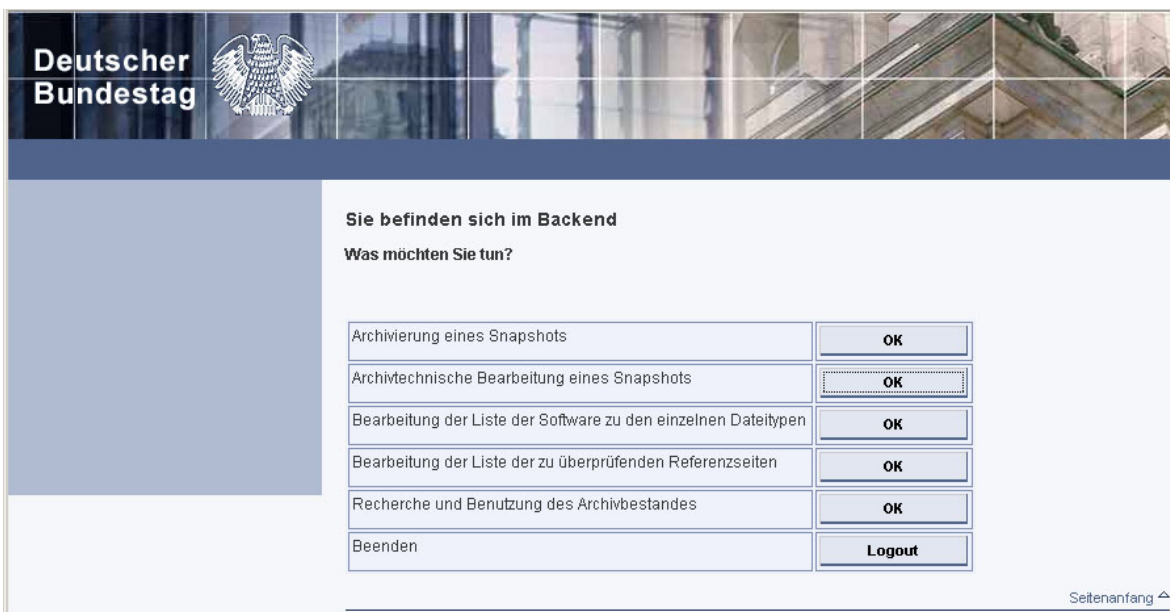 Deutscher
Bundestag
Sie befinden sich im Backend
Was möchten Sie tun?
Archivierung eines Snapshots OK
Archivtechnische Bearbeitung eines Snapshots OK
Bearbeitung der Liste der Software zu den einzelnen Dateitypen OK
Bearbeitung der Liste der zu überprüfenden Referenzseiten OK
Recherche und Benutzung des Archivbestandes OK
Beenden Logout
Seitenanfang